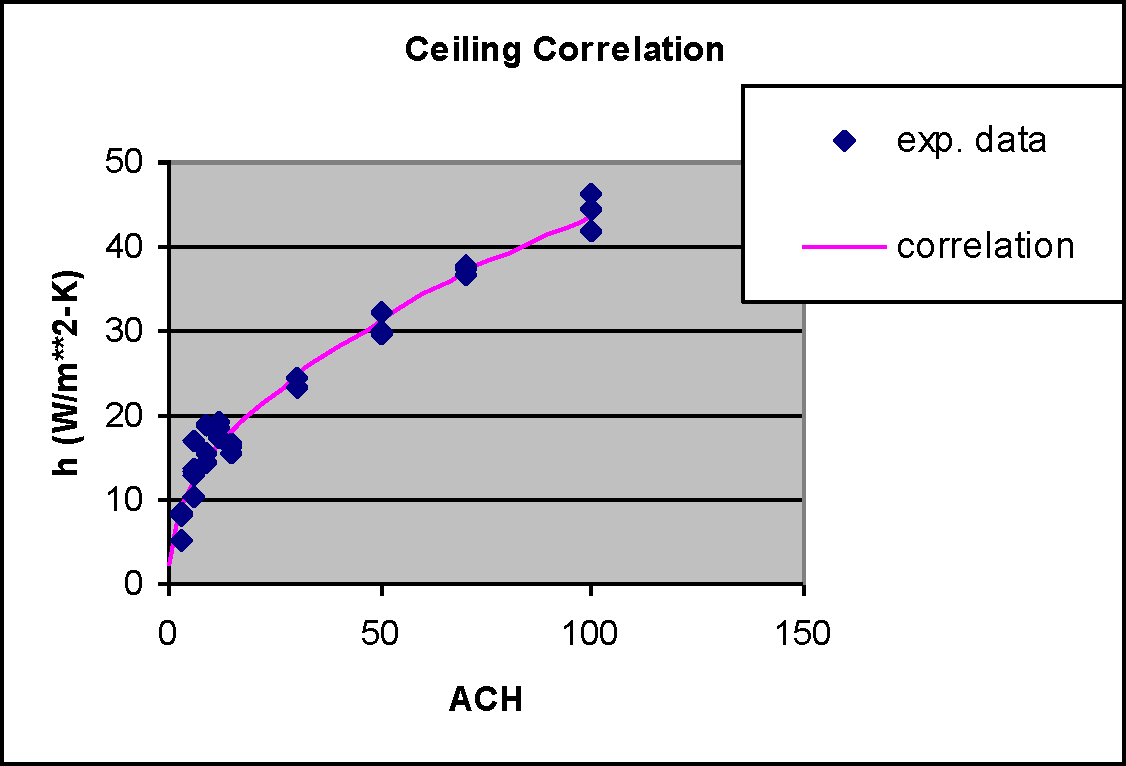 Ceiling Correlation
exp. data
correlation
50
40
30
20
10
0
h (W/m**2-K)
0 50 100 150
ACH